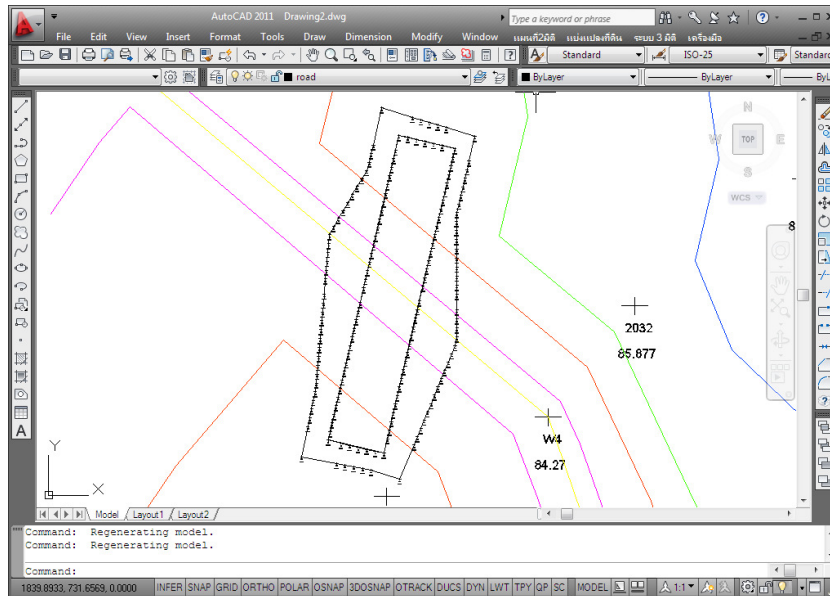 AutoCAD 2011 Drawing2.dwg
Type a keyword or phrase
File Edit View Insert Format Tools Draw Dimension Modify Window แผนที่2มิติ แบ่งแปลงที่ดิน ระบบ 3 มิติ เครื่องมือ
Standard ISO-25 Standard
road ByLayer ByLayer
N
W TOP E
S
WCS
8
2032
85.877
W4
84.27
Y
X
Model Layout1 Layout2
Command: Regenerating model.
Command: Regenerating model.
Command:
1839.8933, 731.6569, 0.0000 INFER SNAP GRID ORTHO POLAR OSNAP 3DOSNAP OTRACK DUCS DYN LWT TPY QP SC MODEL 1:1